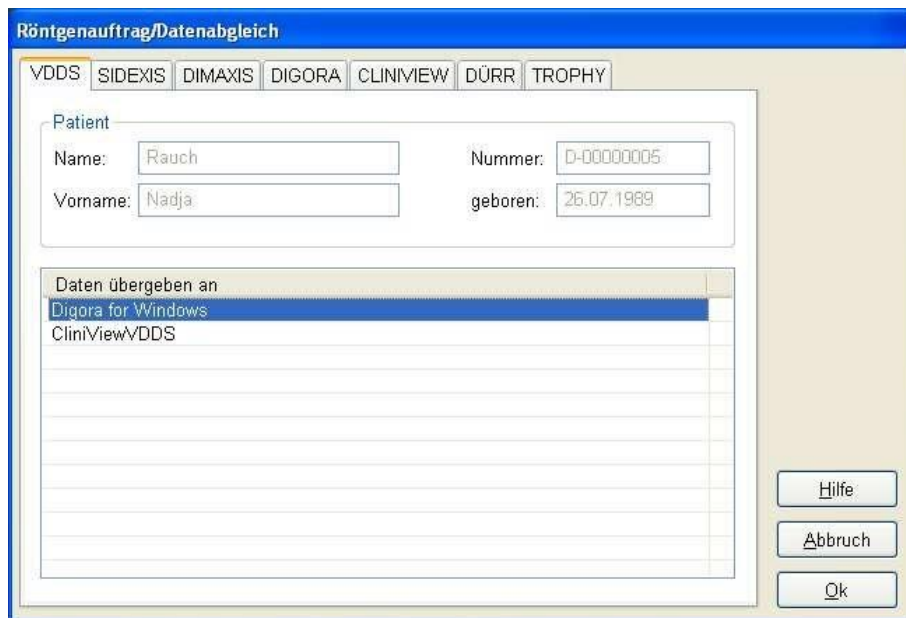 Röntgenauftrag/Datenabgleich
VDDS SIDEXIS DIMAXIS DIGORA CLINIVIEW DÜRR TROPHY
Patient
Name: Rauch Nummer: D-00000005
Vorname: Nadja geboren: 26.07.1989
Daten übergeben an
Digora for Windows
CliniViewVDDS
Hilfe
Abbruch
Ok